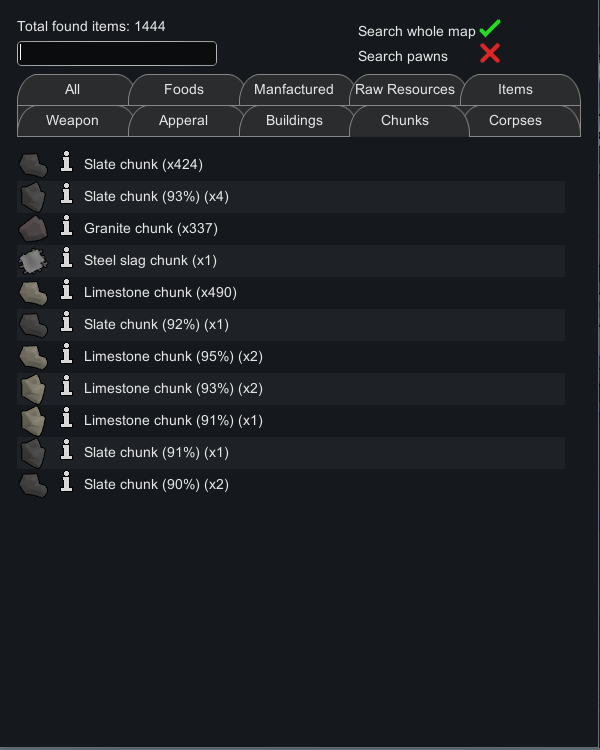 Total found items: 1444
Search whole map
Search pawns
All Foods Manfactured Raw Resources Items
Weapon Apperal Buildings Chunks Corpses
Slate chunk (x424)
Slate chunk (93%) (x4)
Granite chunk (x337)
Steel slag chunk (x1)
Limestone chunk (x490)
Slate chunk (92%) (x1)
Limestone chunk (95%) (x2)
Limestone chunk (93%) (x2)
Limestone chunk (91%) (x1)
Slate chunk (91%) (x1)
Slate chunk (90%) (x2)